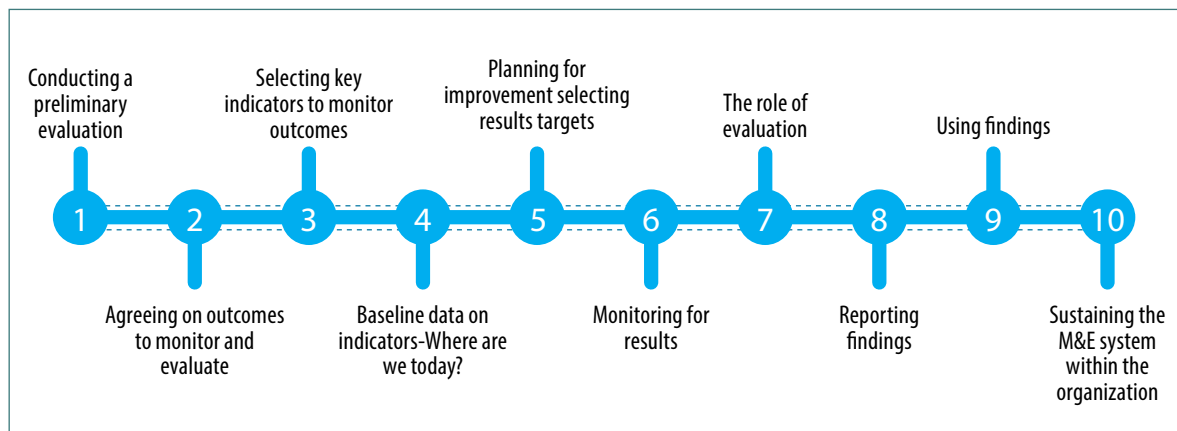 Conducting a
preliminary
evaluation
Selecting key
indicators to monitor
outcomes
Planning for
improvement selecting
results targets
The role of
evaluation
Using findings
1
2
3
4
5
6
7
8
9
10
Agreeing on outcomes
to monitor and
evaluate
Baseline data on
indicators-Where are
we today?
Monitoring for
results
Reporting
findings
Sustaining the
M&E system
within the
organization